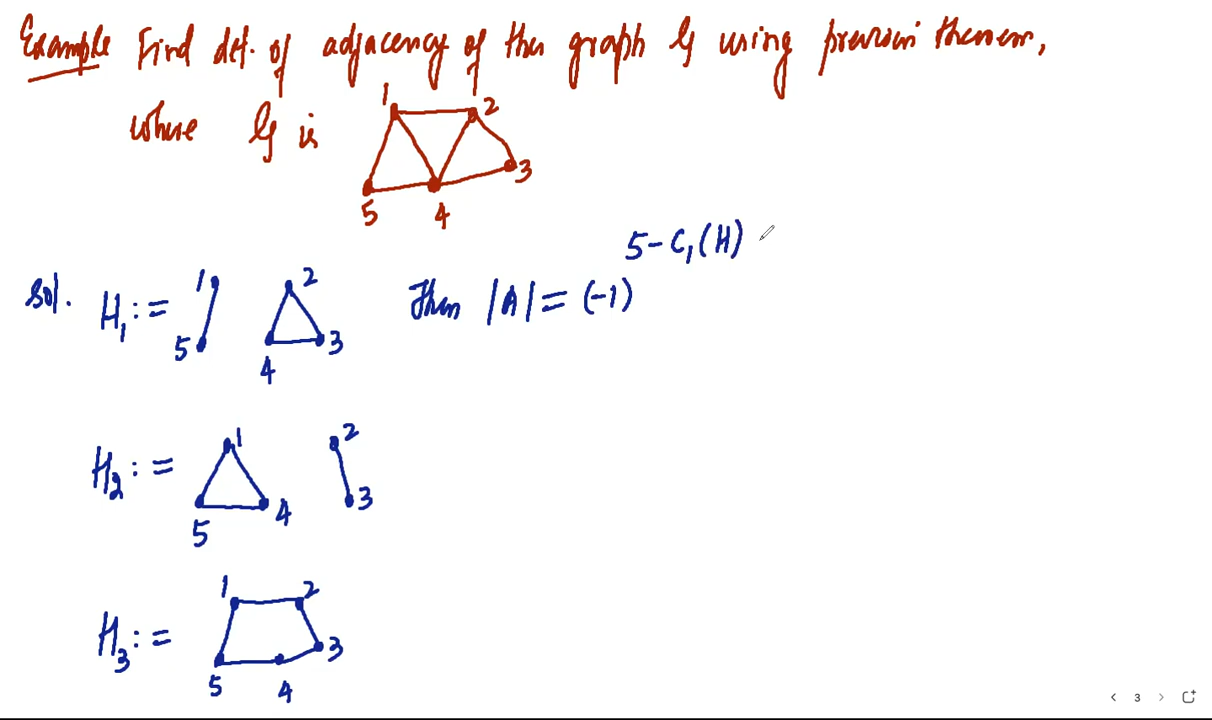 Example Find det. of adjacency of the graph G using previous theorem,
where G is
1 2
3
5 4
5-C₁(H)
Sol. H₁:= 1 5 2 4 3 Then |A| = (-1)
H₂:= 1 5 4 2 3
H₃:= 1 2 3 5 4
< 3 >